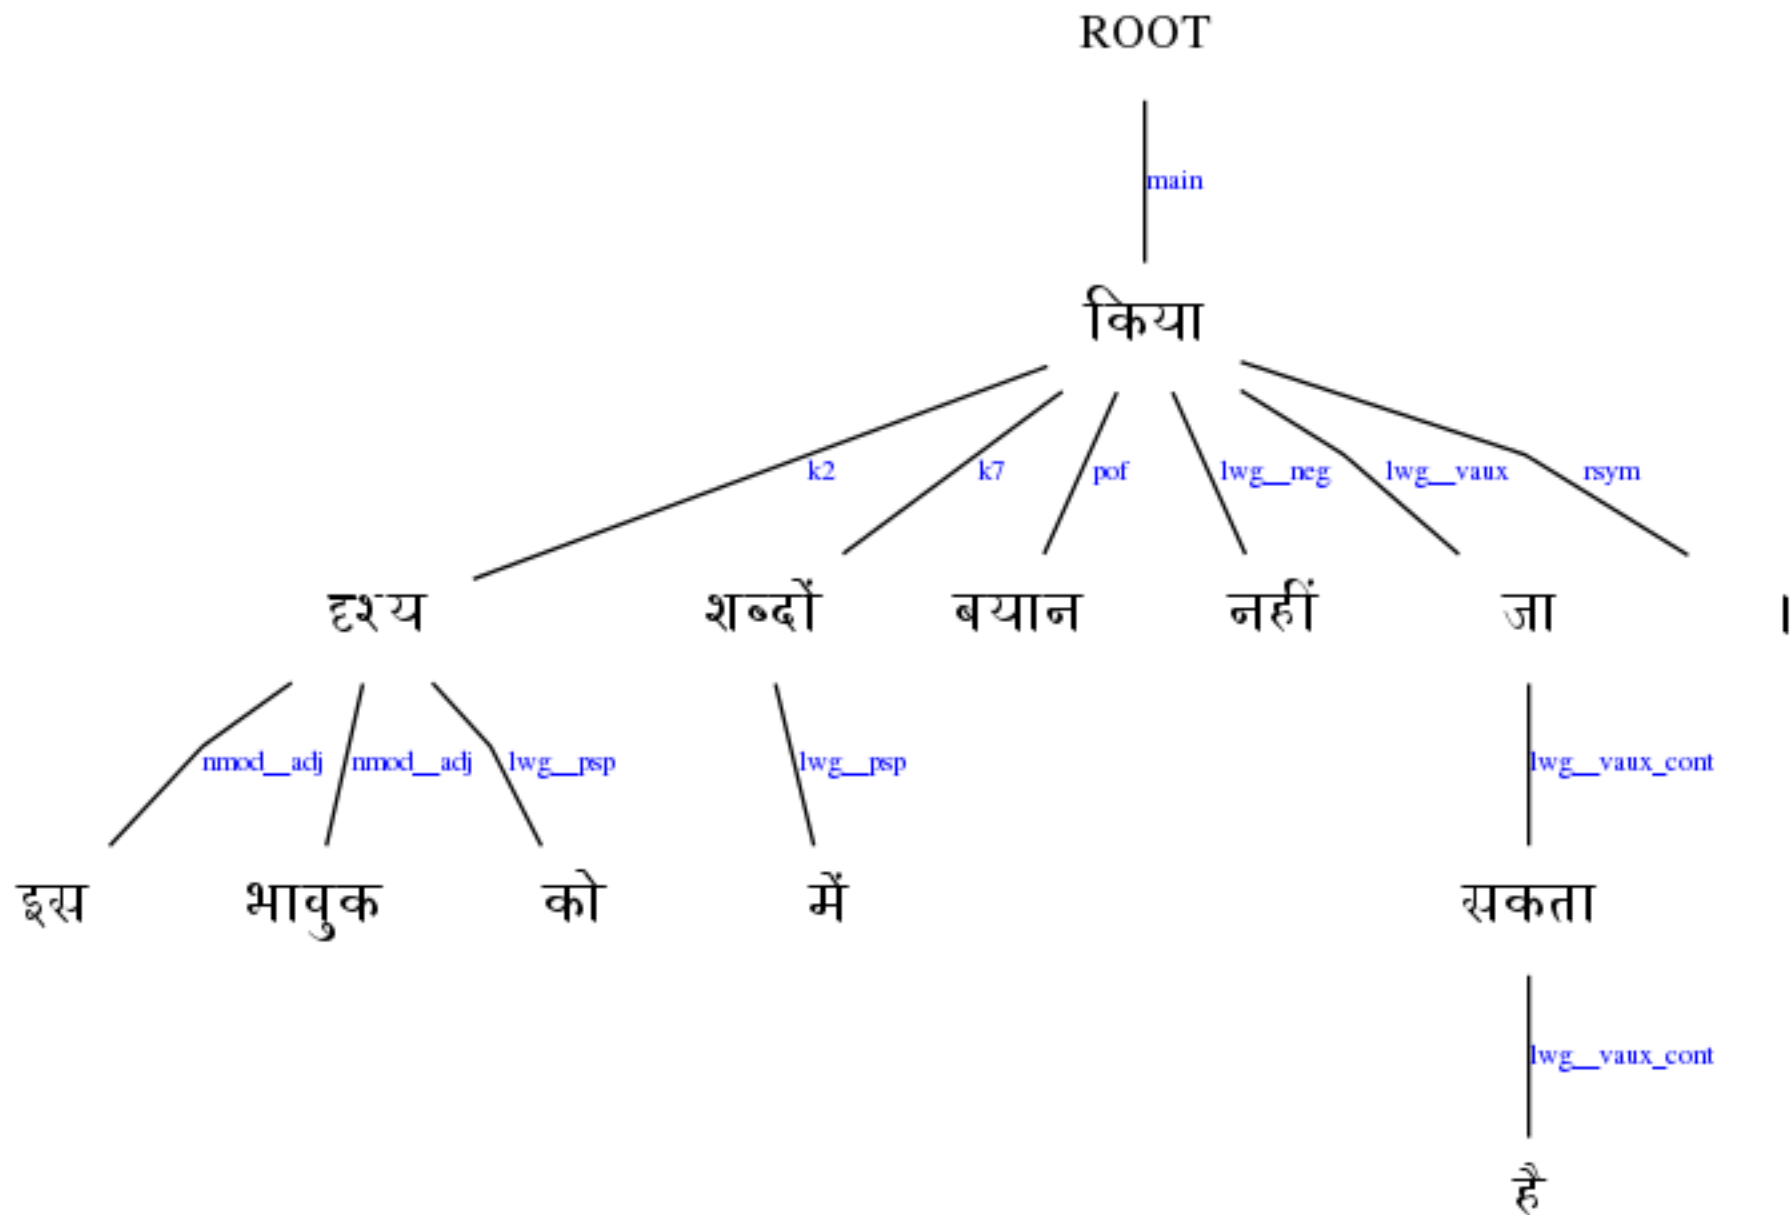 ROOT
main
किया
k2 k7 pof lwg__neg lwg__vaux rsym
दृश्य शब्दों बयान नहीं जा ।
nmod__adj nmod__adj lwg__psp lwg__psp lwg__vaux_cont
इस भावुक को में सकता
lwg__vaux_cont
है